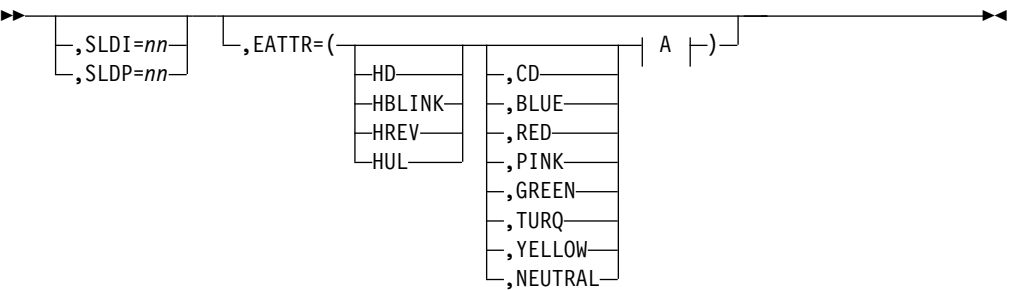 ,SLDI=nn ,EATTR=( A )
,SLDP=nn HD ,CD
HBLINK ,BLUE
HREV ,RED
HUL ,PINK
,GREEN
,TURQ
,YELLOW
,NEUTRAL